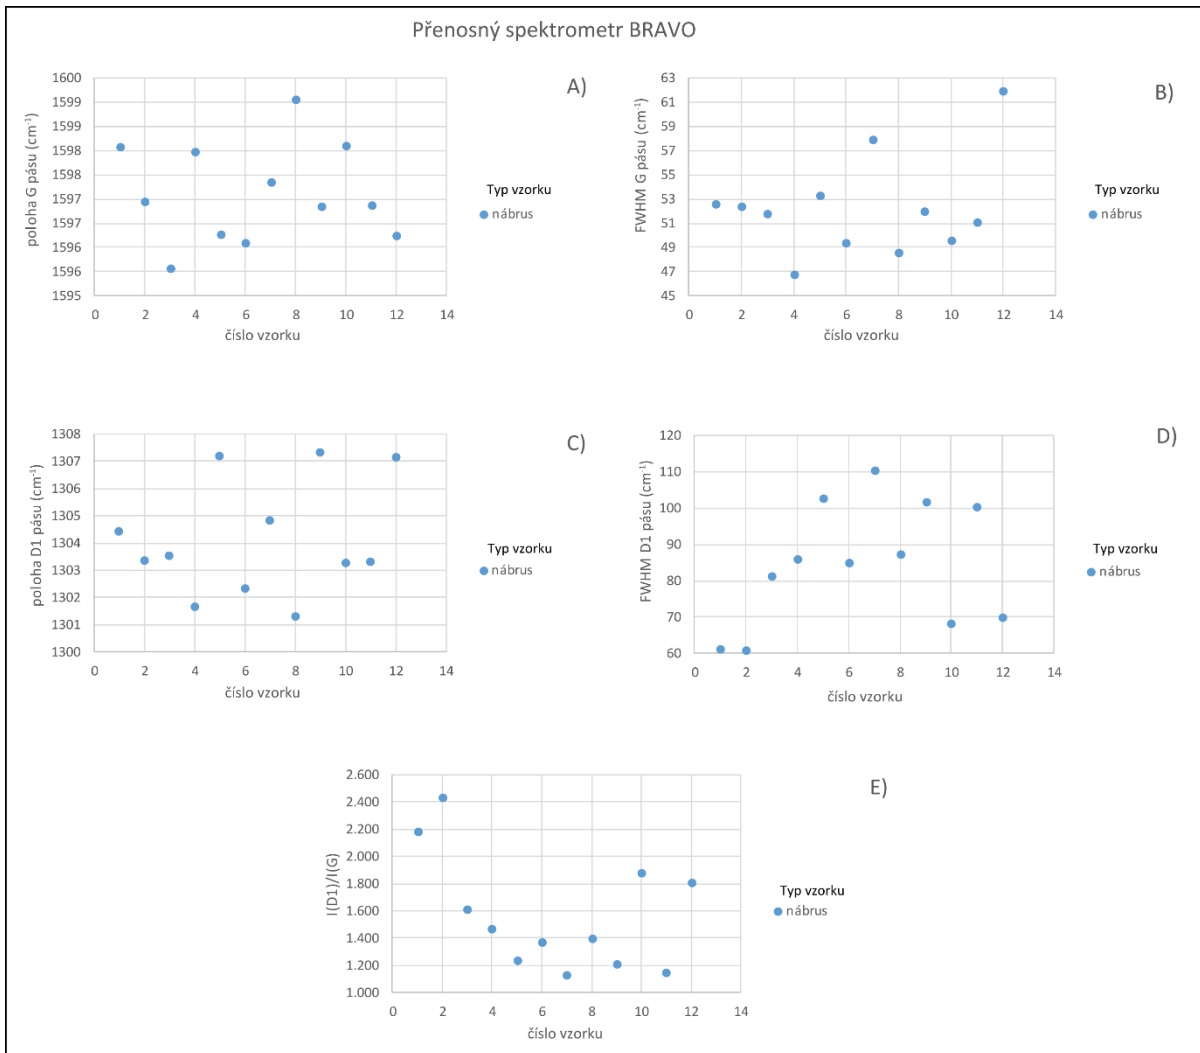 Přenosný spektrometr BRAVO
A)
poloha G pásu (cm⁻¹)
1600
1599
1599
1598
1598
1597
1597
1596
1596
1595
0 2 4 6 8 10 12 14
číslo vzorku
Typ vzorku
nábrus
B)
FWHM G pásu (cm⁻¹)
63
61
59
57
55
53
51
49
47
45
0 2 4 6 8 10 12 14
číslo vzorku
Typ vzorku
nábrus
C)
poloha D1 pásu (cm⁻¹)
1308
1307
1306
1305
1304
1303
1302
1301
1300
0 2 4 6 8 10 12 14
číslo vzorku
Typ vzorku
nábrus
D)
FWHM D1 pásu (cm⁻¹)
120
110
100
90
80
70
60
0 2 4 6 8 10 12 14
číslo vzorku
Typ vzorku
nábrus
E)
I(D1)/I(G)
2.600
2.400
2.200
2.000
1.800
1.600
1.400
1.200
1.000
0 2 4 6 8 10 12 14
číslo vzorku
Typ vzorku
nábrus